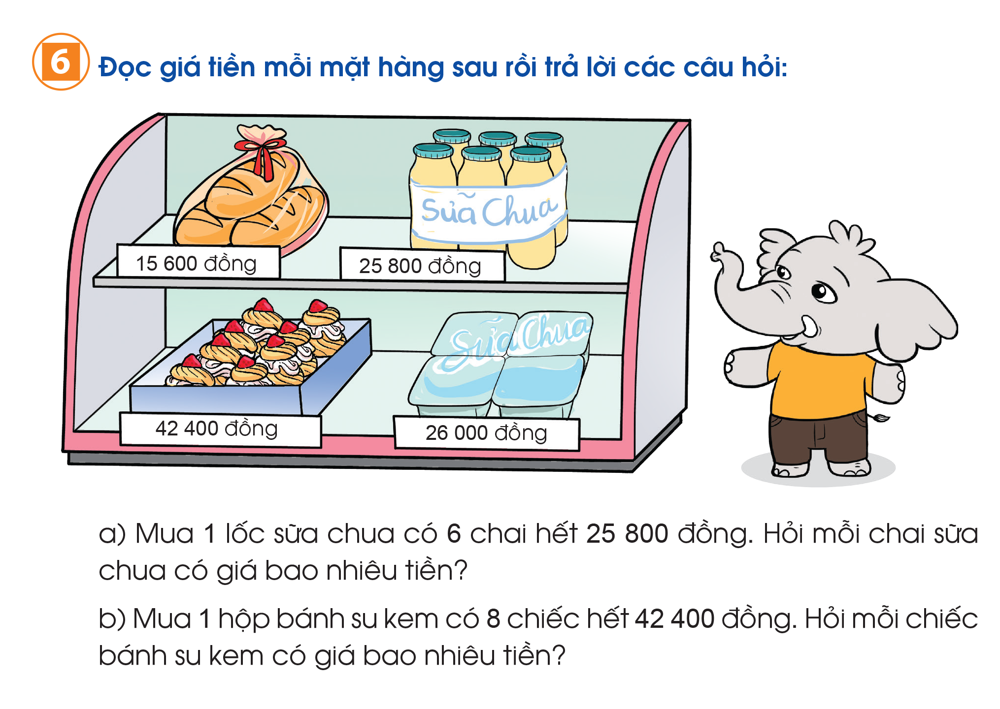 6
Đọc giá tiền mỗi mặt hàng sau rồi trả lời các câu hỏi:
Sữa Chua
15 600 đồng
25 800 đồng
Sữa Chua
42 400 đồng
26 000 đồng
a) Mua 1 lốc sữa chua có 6 chai hết 25 800 đồng. Hỏi mỗi chai sữa
chua có giá bao nhiêu tiền?
b) Mua 1 hộp bánh su kem có 8 chiếc hết 42 400 đồng. Hỏi mỗi chiếc
bánh su kem có giá bao nhiêu tiền?